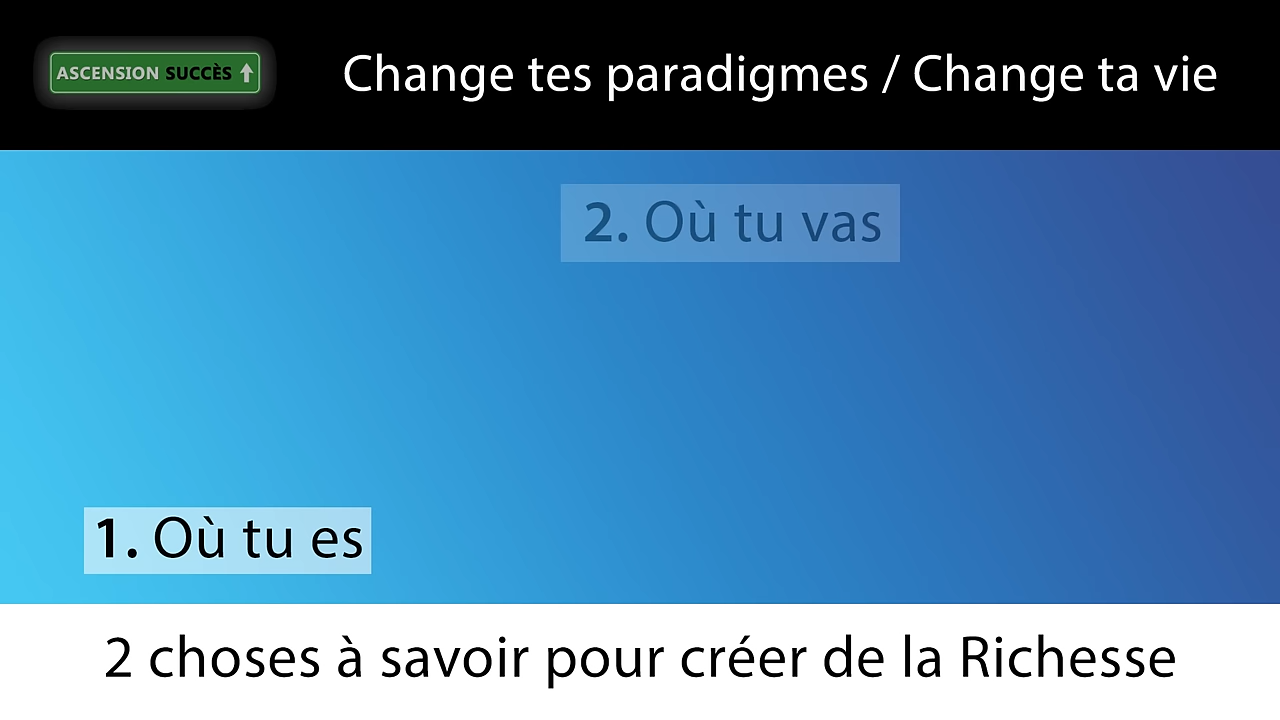 ASCENSION SUCCÈS
Change tes paradigmes / Change ta vie
2. Où tu vas
1. Où tu es
2 choses à savoir pour créer de la Richesse